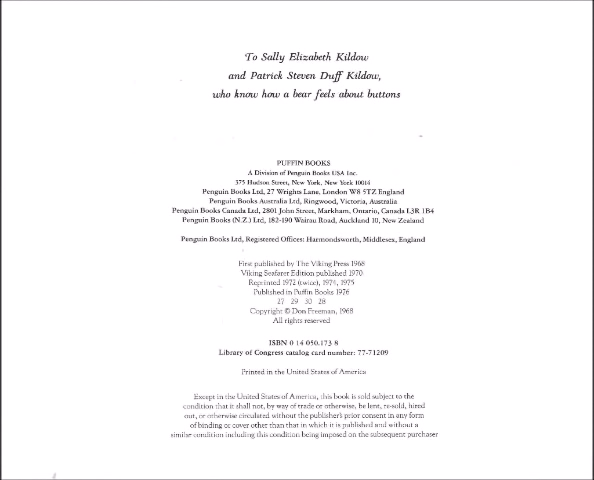 To Sally Elizabeth Kildow
and Patrick Steven Duff Kildow,
who know how a bear feels about buttons
PUFFIN BOOKS
A Division of Penguin Books USA Inc.
375 Hudson Street, New York, New York 10014
Penguin Books Ltd, 27 Wrights Lane, London W8 5TZ England
Penguin Books Australia Ltd, Ringwood, Victoria, Australia
Penguin Books Canada Ltd, 2801 John Street, Markham, Ontario, Canada L3R 1B4
Penguin Books (N.Z.) Ltd, 182-190 Wairau Road, Auckland 10, New Zealand
Penguin Books Ltd, Registered Offices: Harmondsworth, Middlesex, England
First published by The Viking Press 1968
Viking Seafarer Edition published 1970
Reprinted 1972 (twice), 1974, 1975
Published in Puffin Books 1976
27 29 30 28
Copyright © Don Freeman, 1968
All rights reserved
ISBN 0 14 050.173 8
Library of Congress catalog card number: 77-71209
Printed in the United States of America
Except in the United States of America, this book is sold subject to the
condition that it shall not, by way of trade or otherwise, be lent, re-sold, hired
out, or otherwise circulated without the publisher's prior consent in any form
of binding or cover other than that in which it is published and without a
similar condition including this condition being imposed on the subsequent purchaser